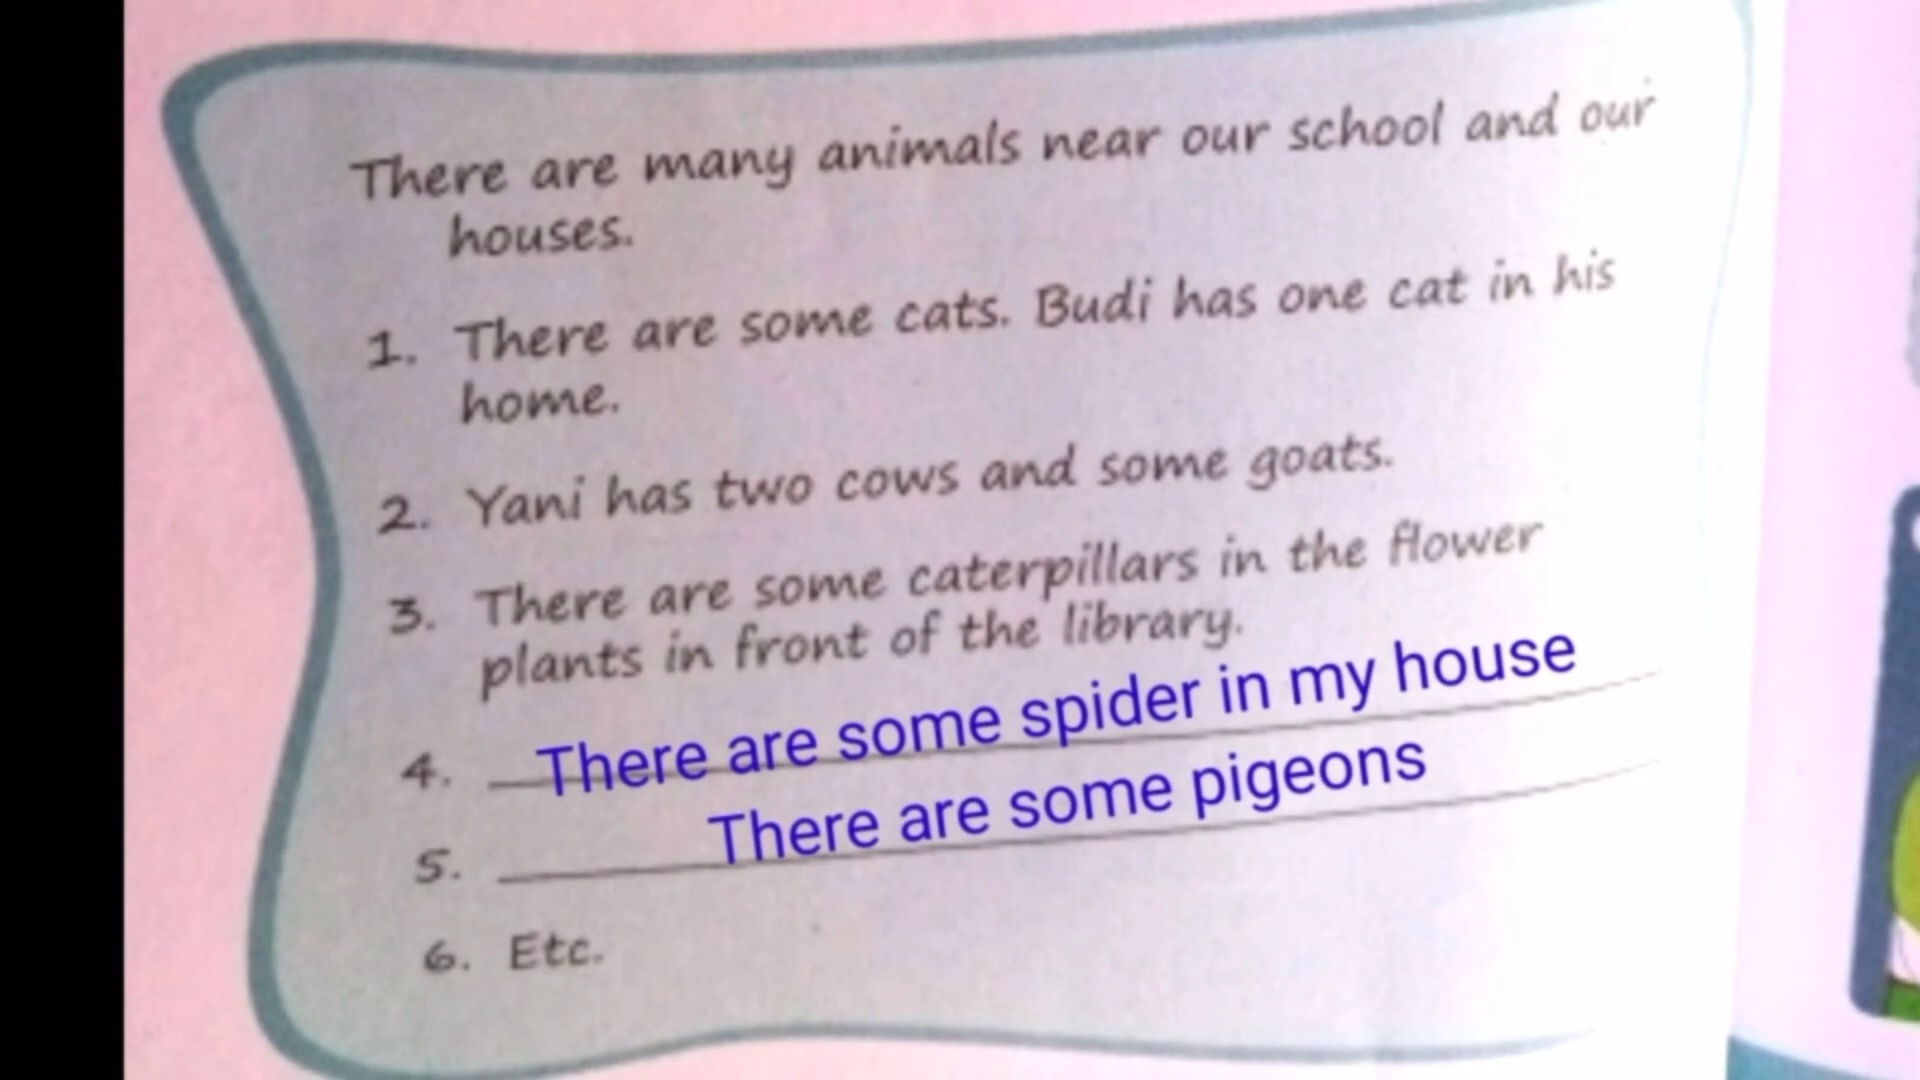 There are many animals near our school and our
houses.
1. There are some cats. Budi has one cat in his
home.
2. Yani has two cows and some goats.
3. There are some caterpillars in the flower
plants in front of the library.
4. There are some spider in my house
5. There are some pigeons
6. Etc.